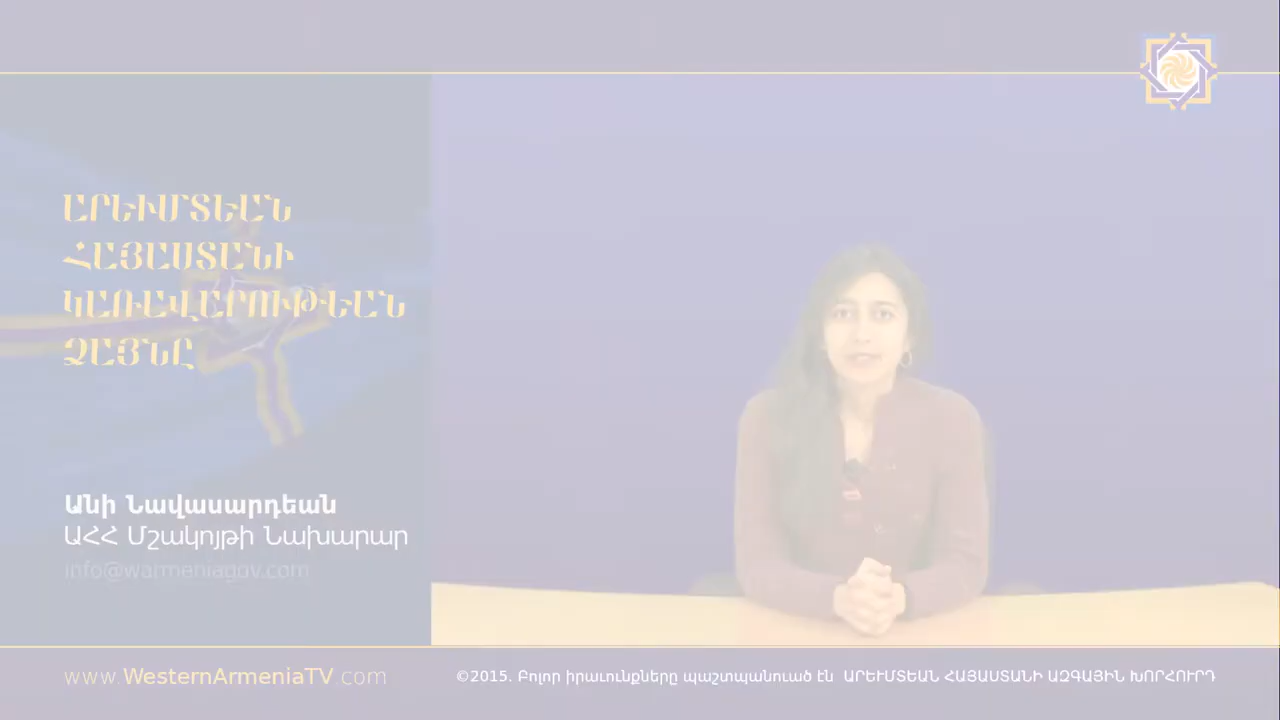 ԱՐԵՒՄՏԵԱՆ
ՀԱՅԱՍՏԱՆԻ
ԿԱՌԱՎԱՐՈՒԹԵԱՆ
ՁԱՅՆԸ
Անի Նավասարդեան
ԱՀՀ Մշակոյթի Նախարար
info@warmeniagov.com
www.WesternArmeniaTV.com
©2015. Բոլոր իրաւունքները պաշտպանուած էն ԱՐԵՒՄՏԵԱՆ ՀԱՅԱՍՏԱՆԻ ԱԶԳԱՅԻՆ ԽՈՐՀՈՒՐԴ